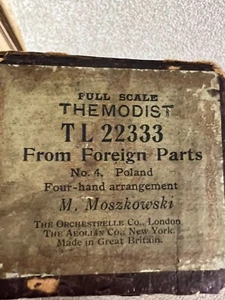 FULL SCALE
THEMODIST
TL 22333
From Foreign Parts
No. 4, Poland
Four-hand arrangement
M. Moszkowski
THE ORCHESTRELLE CO., London
THE AEOLIAN CO., New York.
Made in Great Britain.